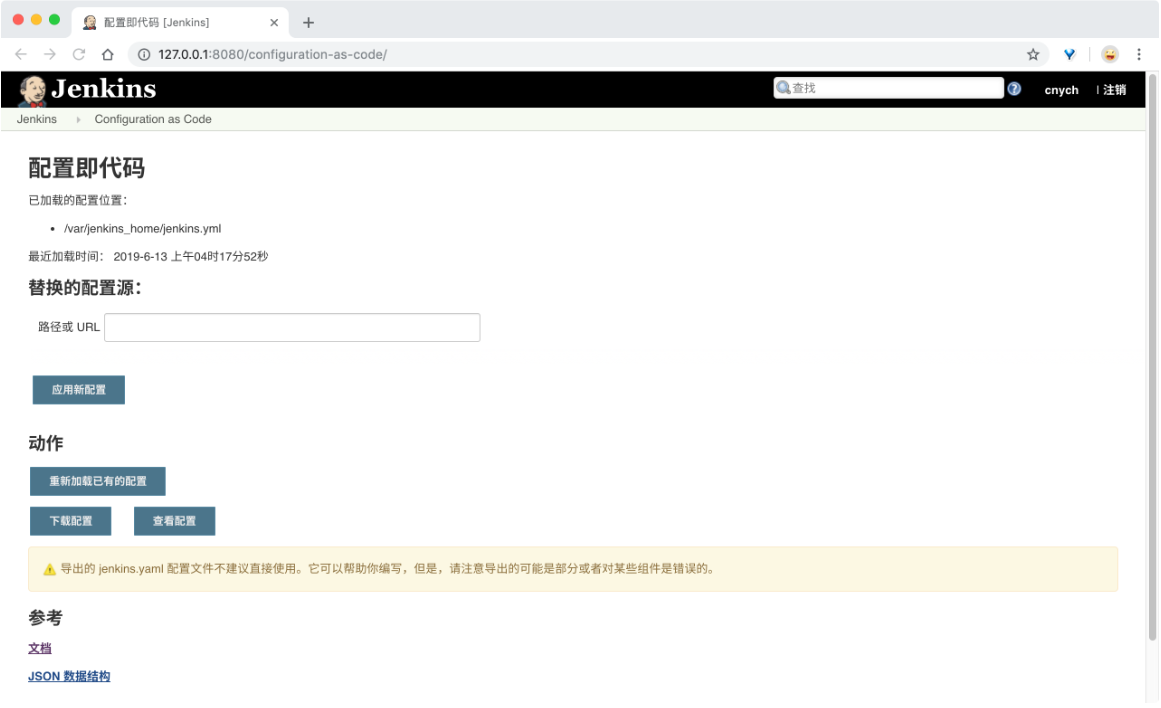 配置即代码 [Jenkins]
127.0.0.1:8080/configuration-as-code/
Jenkins
查找
cnych
注销
Jenkins
Configuration as Code
配置即代码
已加载的配置位置：
/var/jenkins_home/jenkins.yml
最近加载时间： 2019-6-13 上午04时17分52秒
替换的配置源：
路径或 URL
应用新配置
动作
重新加载已有的配置
下载配置
查看配置
导出的 jenkins.yaml 配置文件不建议直接使用。它可以帮助你编写，但是，请注意导出的可能是部分或者对某些组件是错误的。
参考
文档
JSON 数据结构